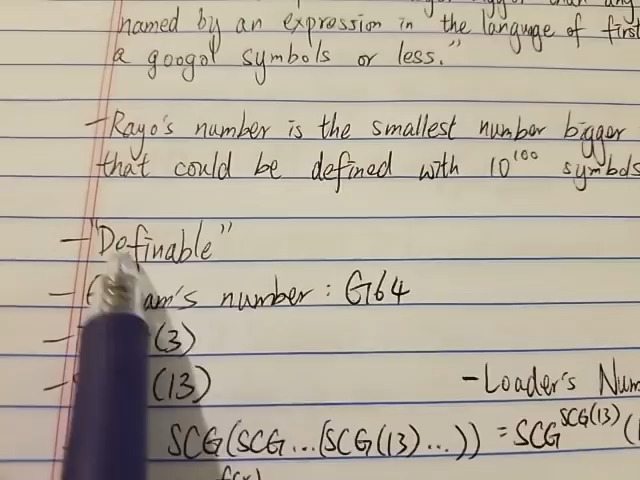 named by an expression in the language of first
a googol symbols or less."
- Rayo's number is the smallest number bigger
that could be defined with 10^100 symbols
- "Definable"
- am's number : G64
- (3)
- (13)
- Loader's Num
SCG(SCG...(SCG(13)...)) = SCG^SCG(13) (1
f(x)